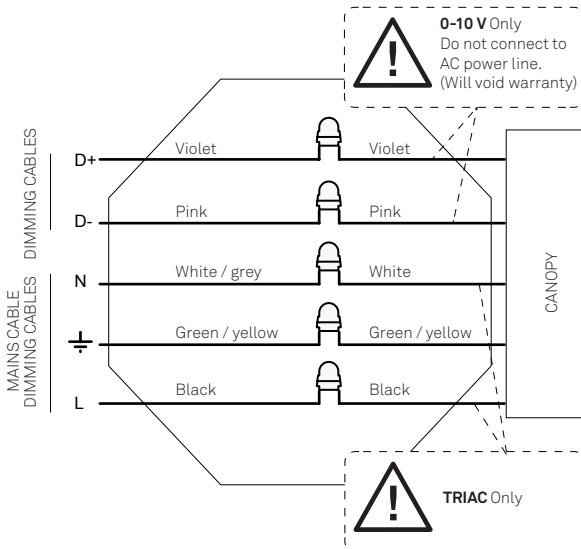 0-10 V Only
Do not connect to
AC power line.
(Will void warranty)
DIMMING CABLES
D+
Violet
Violet
D-
Pink
Pink
MAINS CABLE
DIMMING CABLES
N
White / grey
White
Green / yellow
Green / yellow
L
Black
Black
CANOPY
TRIAC Only